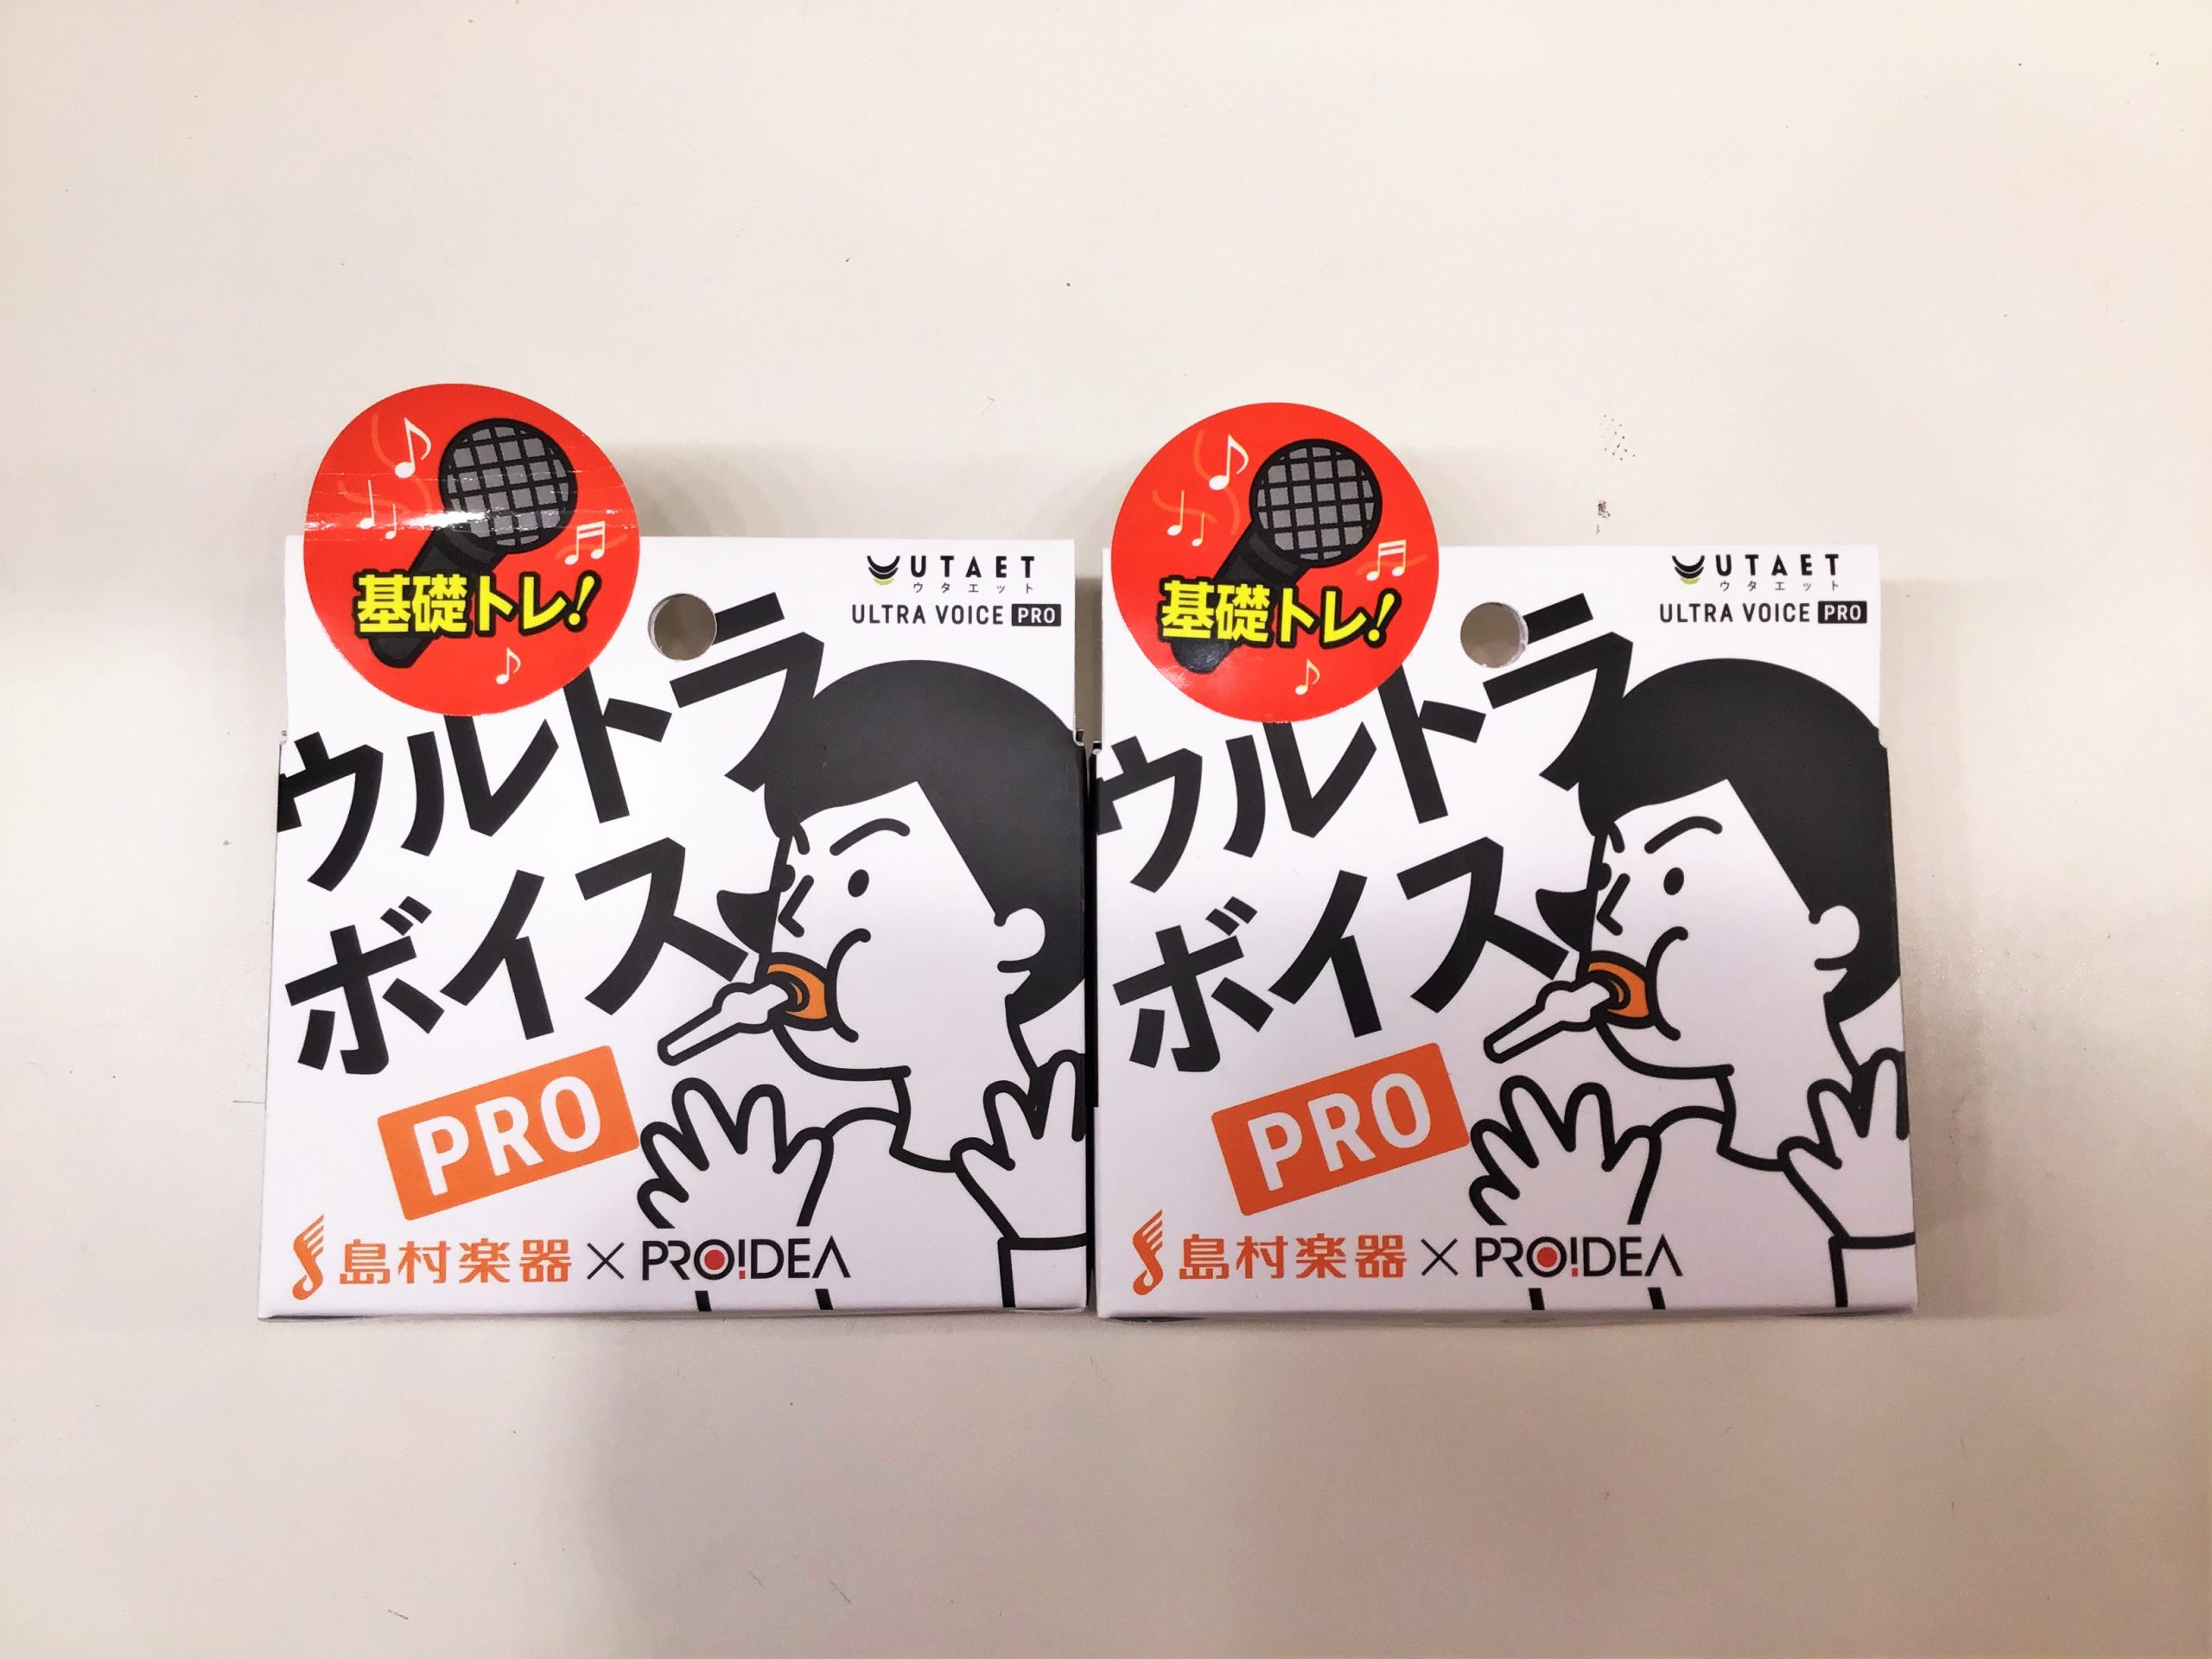 基礎トレ!
UTAET
ウタエット
ULTRA VOICE PRO
ウルトラ
ボイス
PRO
島村楽器×PRO!DEA
基礎トレ!
UTAET
ウタエット
ULTRA VOICE PRO
ウルトラ
ボイス
PRO
島村楽器×PRO!DEA